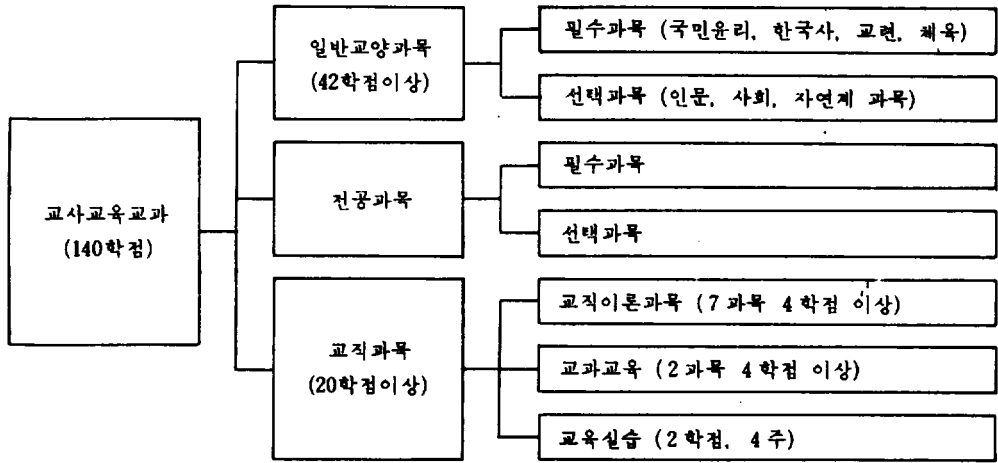 교사교육교과
(140학점)
일반교양과목
(42학점이상)
필수과목 (국민윤리, 한국사, 교련, 체육)
선택과목 (인문, 사회, 자연계 과목)
전공과목
필수과목
선택과목
교직과목
(20학점이상)
교직이론과목 (7과목 4학점 이상)
교과교육 (2과목 4학점 이상)
교육실습 (2학점, 4주)